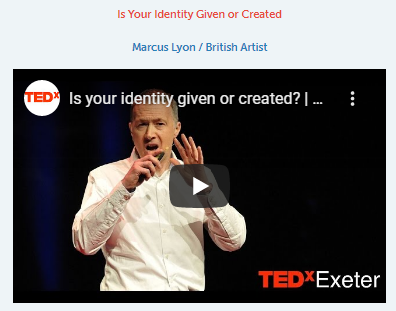 Is Your Identity Given or Created
Marcus Lyon / British Artist
TEDx Is your identity given or created? | ...
TEDxExeter